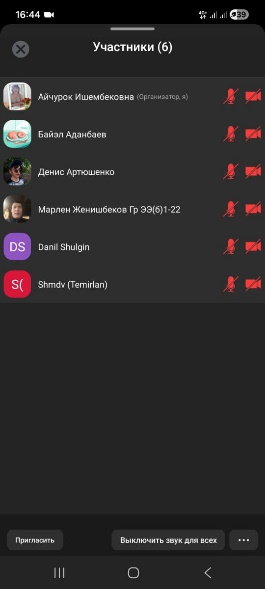 16:44
39
Участники (6)
Айчурок Ишембековна (Организатор, я)
Байэл Аданбаев
Денис Артюшенко
Марлен Женишбеков Гр ЭЭ(б)1-22
DS Danil Shulgin
S( Shmdv (Temirlan)
Пригласить Выключить звук для всех